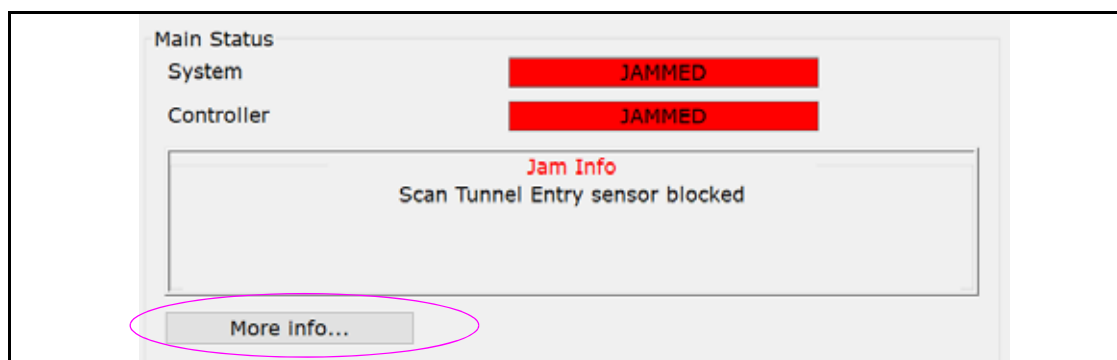 Main Status
System JAMMED
Controller JAMMED
Jam Info
Scan Tunnel Entry sensor blocked
More info...